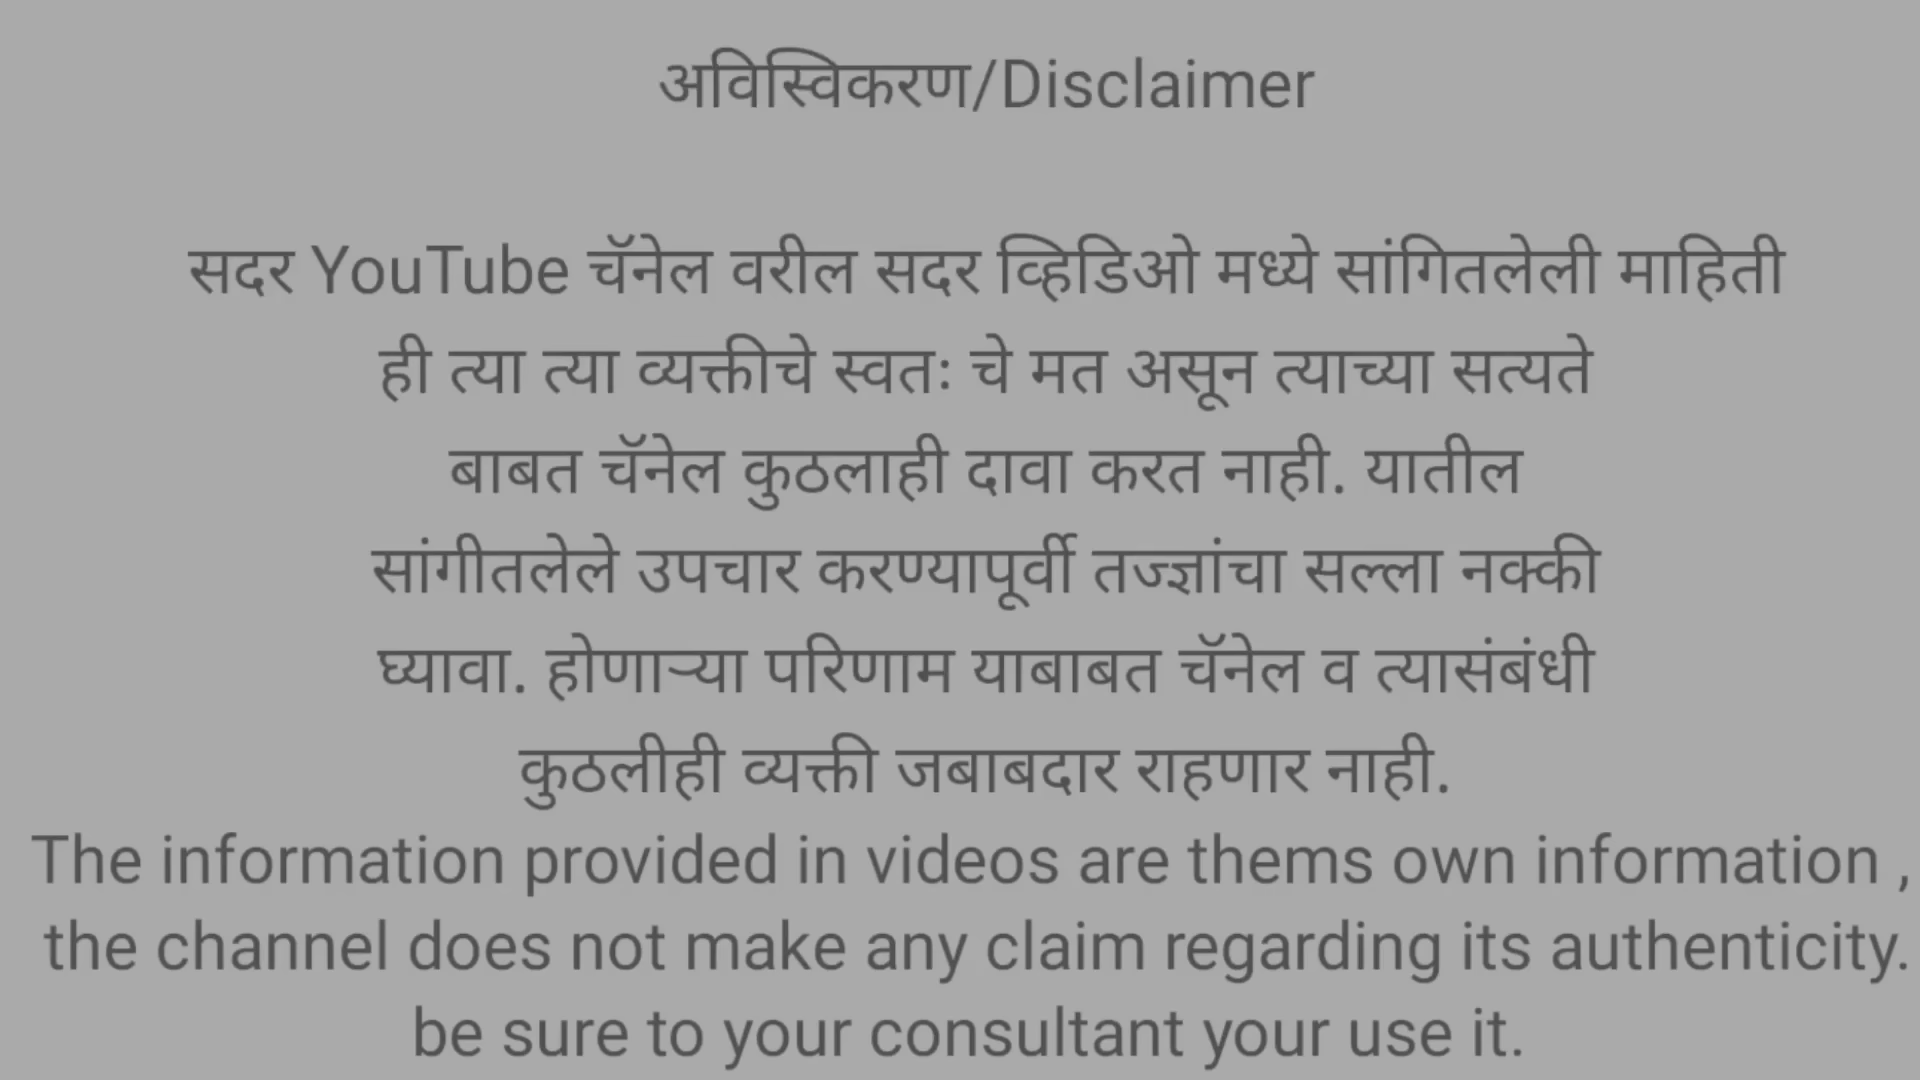 अविस्विकरण/Disclaimer
सदर YouTube चॅनेल वरील सदर व्हिडिओ मध्ये सांगितलेली माहिती
ही त्या त्या व्यक्तीचे स्वतः चे मत असून त्याच्या सत्यते
बाबत चॅनेल कुठलाही दावा करत नाही. यातील
सांगीतलेले उपचार करण्यापूर्वी तज्ज्ञांचा सल्ला नक्की
घ्यावा. होणाऱ्या परिणाम याबाबत चॅनेल व त्यासंबंधी
कुठलीही व्यक्ती जबाबदार राहणार नाही.
The information provided in videos are thems own information ,
the channel does not make any claim regarding its authenticity.
be sure to your consultant your use it.